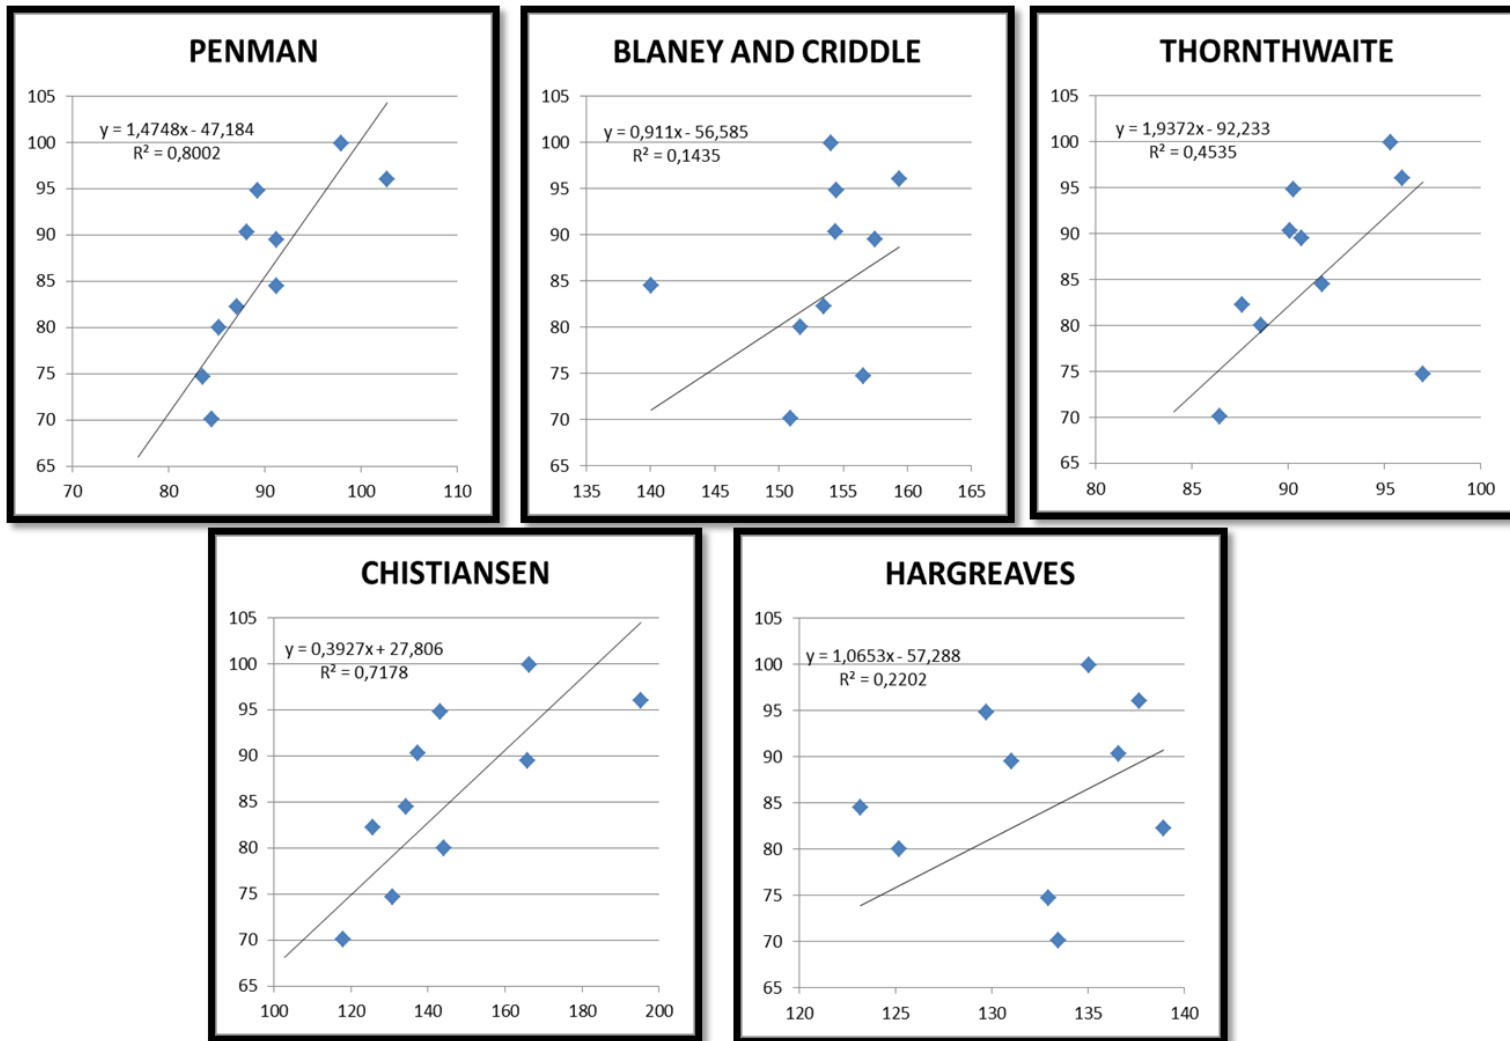 PENMAN
y = 1,4748x - 47,184
R² = 0,8002
105
100
95
90
85
80
75
70
65
70 80 90 100 110
BLANEY AND CRIDDLE
y = 0,911x - 56,585
R² = 0,1435
105
100
95
90
85
80
75
70
65
135 140 145 150 155 160 165
THORNTHWAITE
y = 1,9372x - 92,233
R² = 0,4535
105
100
95
90
85
80
75
70
65
80 85 90 95 100
CHISTIANSEN
y = 0,3927x + 27,806
R² = 0,7178
105
100
95
90
85
80
75
70
65
100 120 140 160 180 200
HARGREAVES
y = 1,0653x - 57,288
R² = 0,2202
105
100
95
90
85
80
75
70
65
120 125 130 135 140